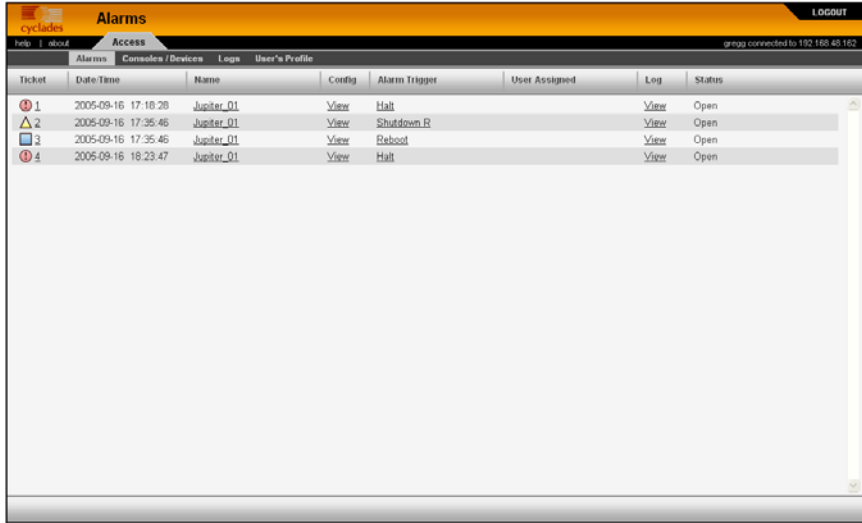 cyclades
Alarms
LOGOUT
help | about
Access
gregg connected to 192.168.48.162
Alarms Consoles / Devices Logs User's Profile
Ticket Date/Time Name Config Alarm Trigger User Assigned Log Status
1 2005-09-16 17:18:28 Jupiter_01 View Halt View Open
2 2005-09-16 17:35:46 Jupiter_01 View Shutdown R View Open
3 2005-09-16 17:35:46 Jupiter_01 View Reboot View Open
4 2005-09-16 18:23:47 Jupiter_01 View Halt View Open